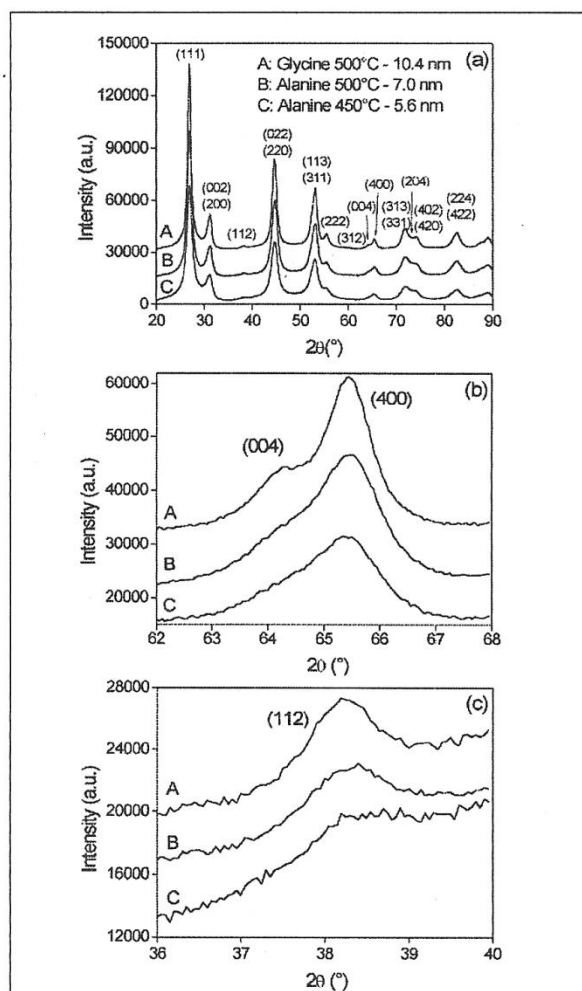 (a)
A: Glycine 500°C - 10.4 nm
B: Alanine 500°C - 7.0 nm
C: Alanine 450°C - 5.6 nm
(111)
(002)
(200)
(112)
(022)
(220)
(113)
(311)
(222)
(004)
(312)
(400)
(313)
(331)
(204)
(402)
(420)
(224)
(422)
A
B
C
Intensity (a.u.)
150000
120000
90000
60000
30000
0
20 30 40 50 60 70 80 90
2θ(°)
(b)
(004)
(400)
A
B
C
Intensity (a.u.)
60000
50000
40000
30000
20000
62 63 64 65 66 67 68
2θ (°)
(c)
(112)
A
B
C
Intensity (a.u.)
28000
24000
20000
16000
12000
36 37 38 39 40
2θ (°)